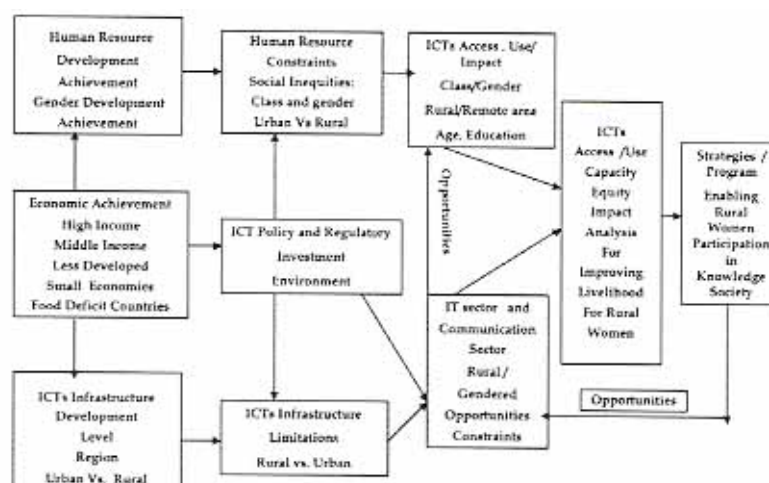 Human Resource
Development
Achievement
Gender Development
Achievement
Human Resource
Constraints
Social Inequities:
Class and gender
Urban Vs Rural
ICTs Access , Use/
Impact
Class/Gender
Rural/Remote area
Age, Education
Economic Achievement
High Income
Middle Income
Less Developed
Small Economies
Food Deficit Countries
ICT Policy and Regulatory
Investment
Environment
Opportunities
ICTs
Access /Use
Capacity
Equity
Impact
Analysis
For
Improving
Livelihood
For Rural
Women
Strategies /
Program
Enabling
Rural
Women
Participation
in
Knowledge
Society
ICTs Infrastructure
Development
Level
Region
Urban Vs. Rural
ICTs Infrastructure
Limitations
Rural vs. Urban
IT sector and
Communication
Sector
Rural /
Gendered
Opportunities
Constraints
Opportunities